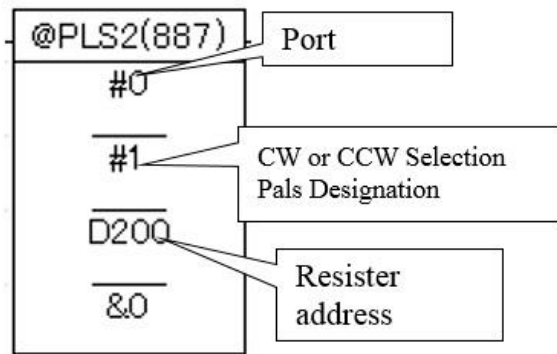 @PLS2(887)
Port
#0
#1
CW or CCW Selection
Pals Designation
D200
Resister
address
&0